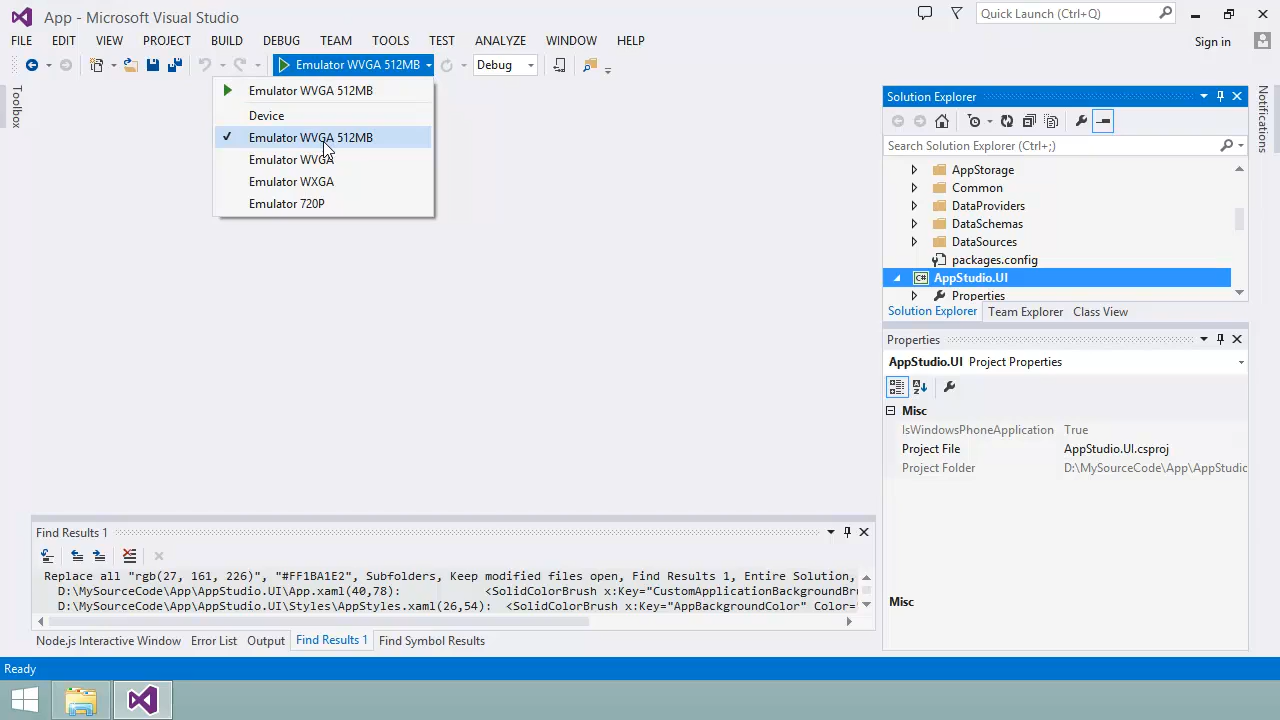 App - Microsoft Visual Studio
Quick Launch (Ctrl+Q)
FILE EDIT VIEW PROJECT BUILD DEBUG TEAM TOOLS TEST ANALYZE WINDOW HELP
Sign in
Emulator WVGA 512MB
Debug
Emulator WVGA 512MB
Device
Emulator WVGA 512MB
Emulator WVGA
Emulator WXGA
Emulator 720P
Toolbox
Notifications
Solution Explorer
Search Solution Explorer (Ctrl+;)
AppStorage
Common
DataProviders
DataSchemas
DataSources
packages.config
C# AppStudio.UI
Properties
Solution Explorer Team Explorer Class View
Properties
AppStudio.UI Project Properties
Misc
IsWindowsPhoneApplication True
Project File AppStudio.UI.csproj
Project Folder D:\MySourceCode\App\AppStudic
Misc
Find Results 1
Replace all "rgb(27, 161, 226)", "#FF1BA1E2", Subfolders, Keep modified files open, Find Results 1, Entire Solution,
D:\MySourceCode\App\AppStudio.UI\App.xaml(40,78): <SolidColorBrush x:Key="CustomApplicationBackgroundBr
D:\MySourceCode\App\AppStudio.UI\Styles\AppStyles.xaml(26,54): <SolidColorBrush x:Key="AppBackgroundColor" Color=
Node.js Interactive Window Error List Output Find Results 1 Find Symbol Results
Ready